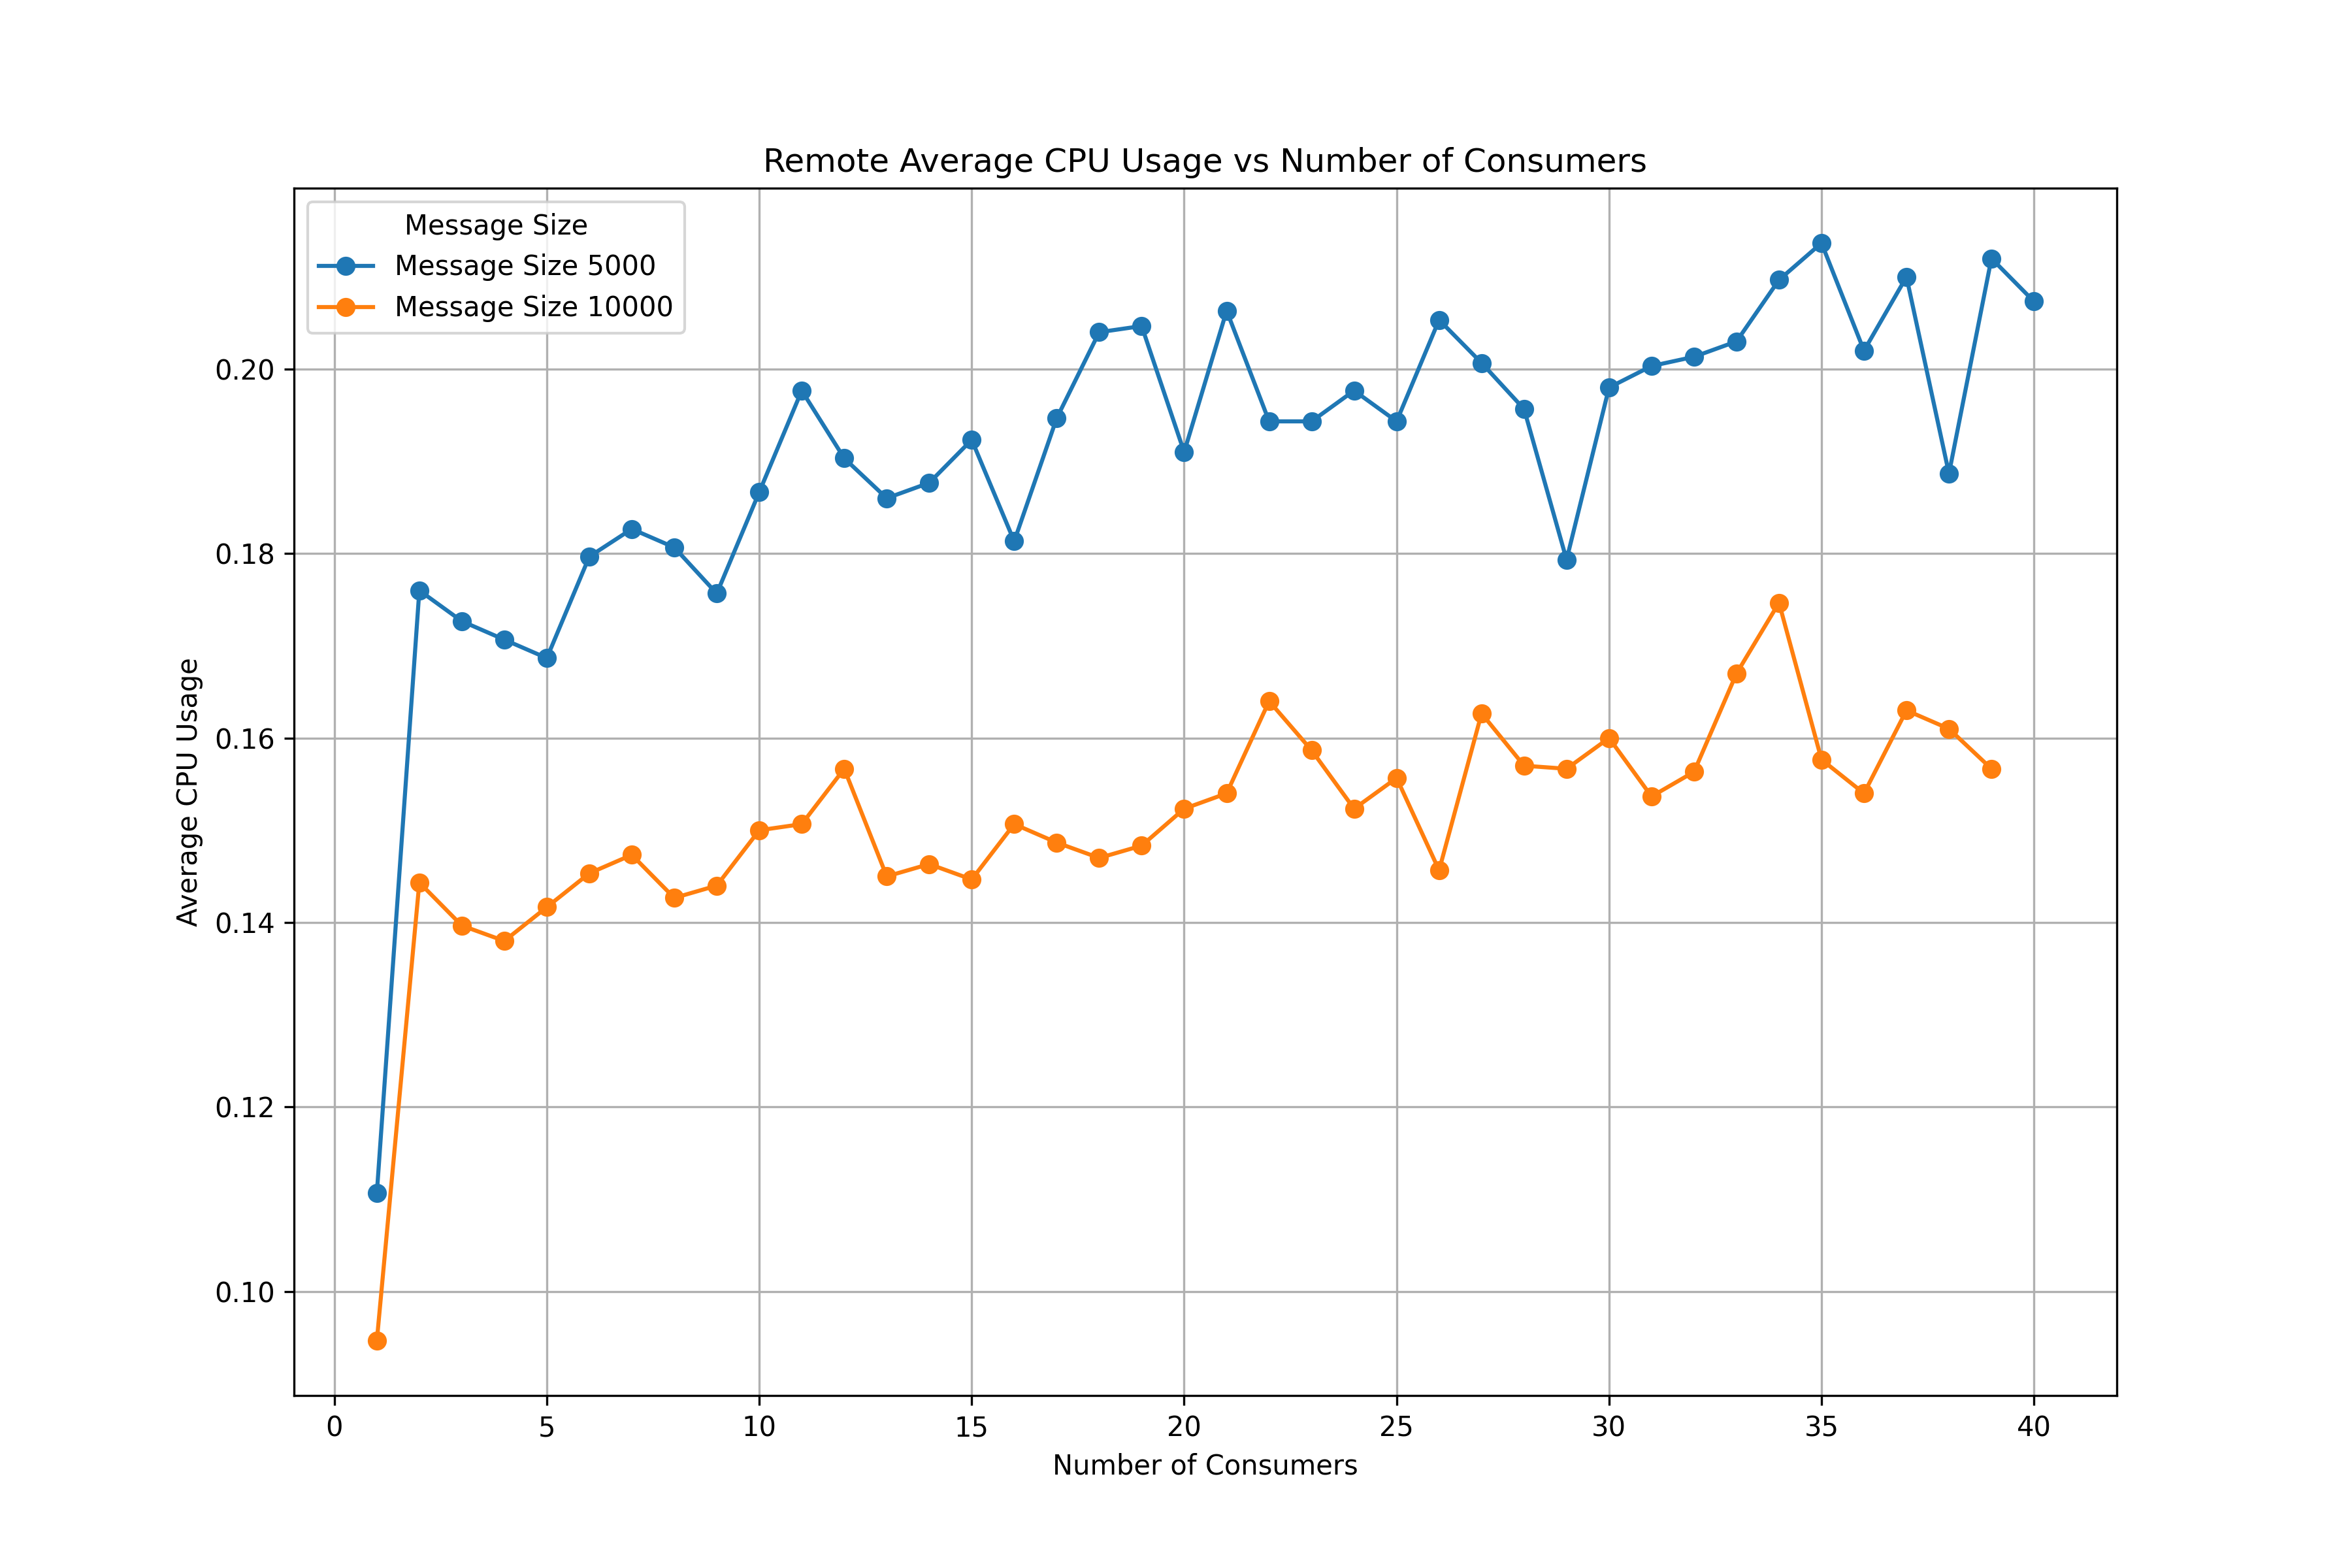 Remote Average CPU Usage vs Number of Consumers
Message Size
Message Size 5000
Message Size 10000
Average CPU Usage
0.20
0.18
0.16
0.14
0.12
0.10
0 5 10 15 20 25 30 35 40
Number of Consumers